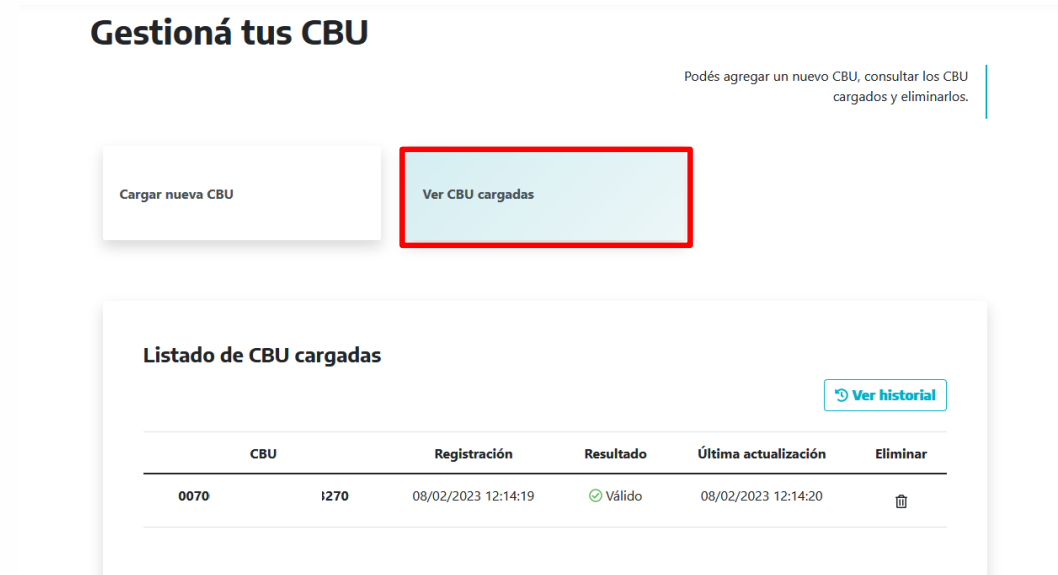 Gestioná tus CBU
Podés agregar un nuevo CBU, consultar los CBU
cargados y eliminarlos.
Cargar nueva CBU
Ver CBU cargadas
Listado de CBU cargadas
Ver historial
CBU Registración Resultado Última actualización Eliminar
0070 270 08/02/2023 12:14:19 Válido 08/02/2023 12:14:20